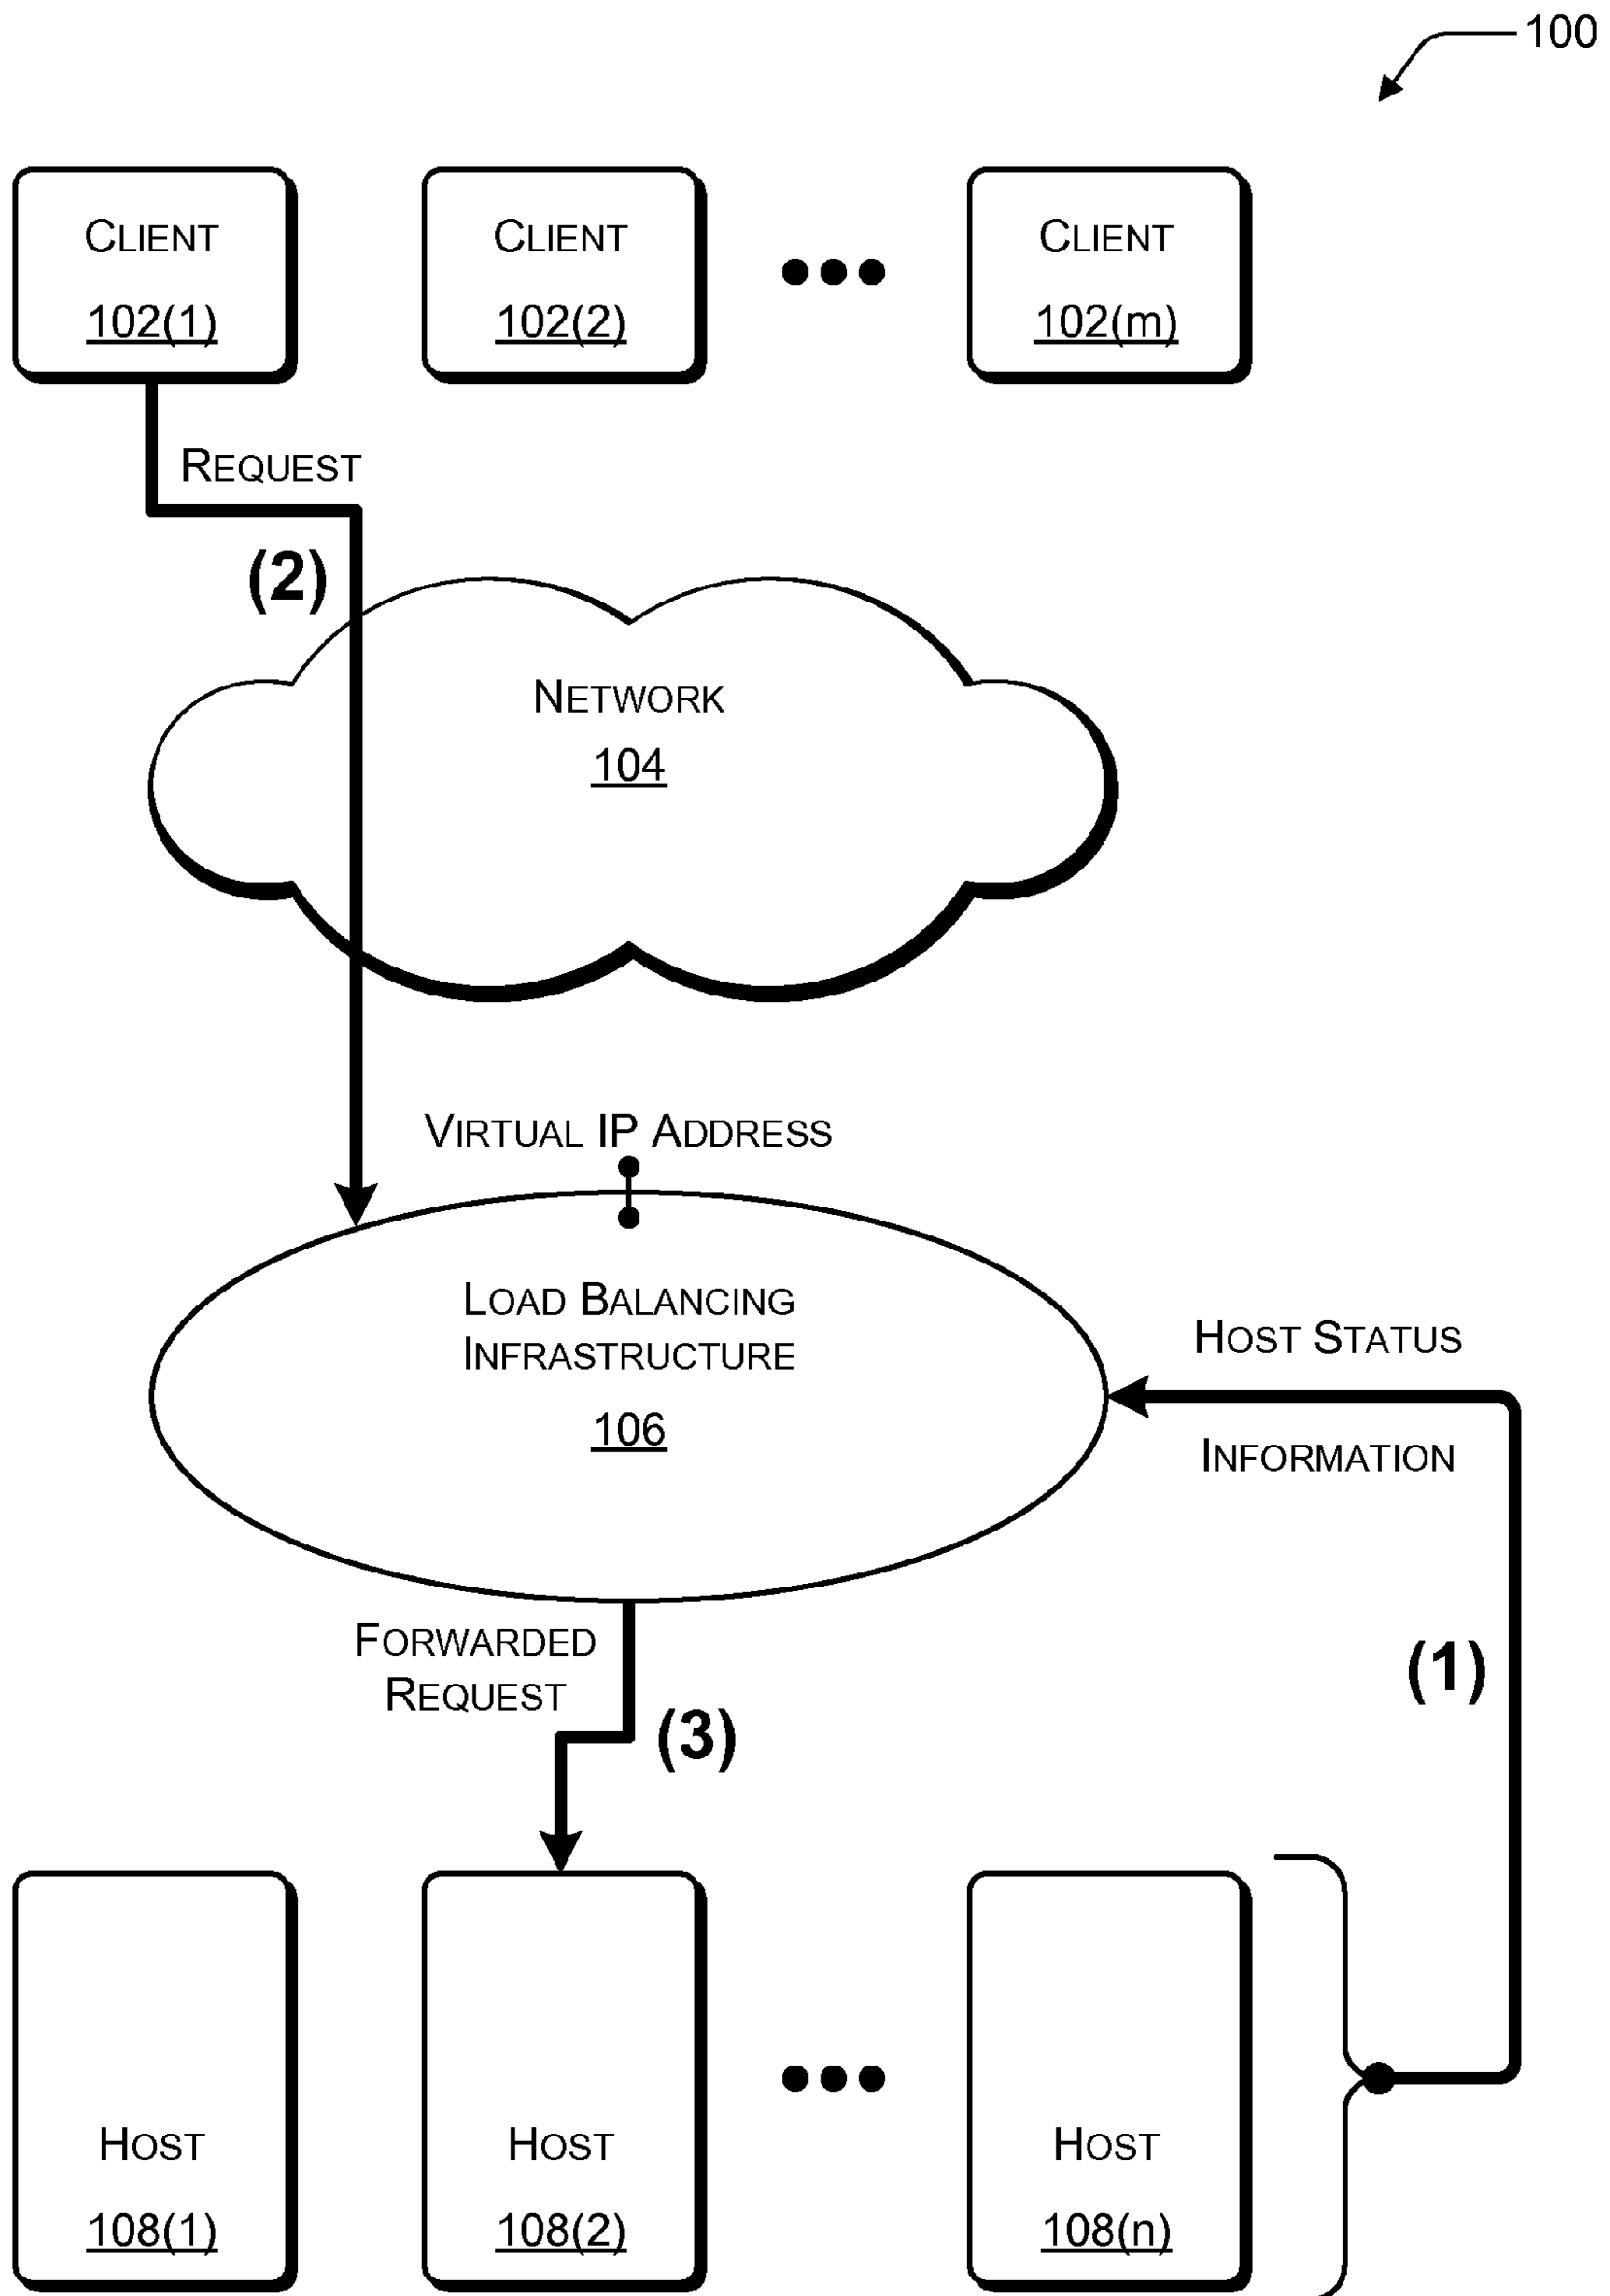 100
CLIENT
102(1)
CLIENT
102(2)
CLIENT
102(m)
REQUEST
(2)
NETWORK
104
VIRTUAL IP ADDRESS
LOAD BALANCING
INFRASTRUCTURE
106
HOST STATUS
INFORMATION
FORWARDED
REQUEST
(1)
(3)
HOST
108(1)
HOST
108(2)
HOST
108(n)